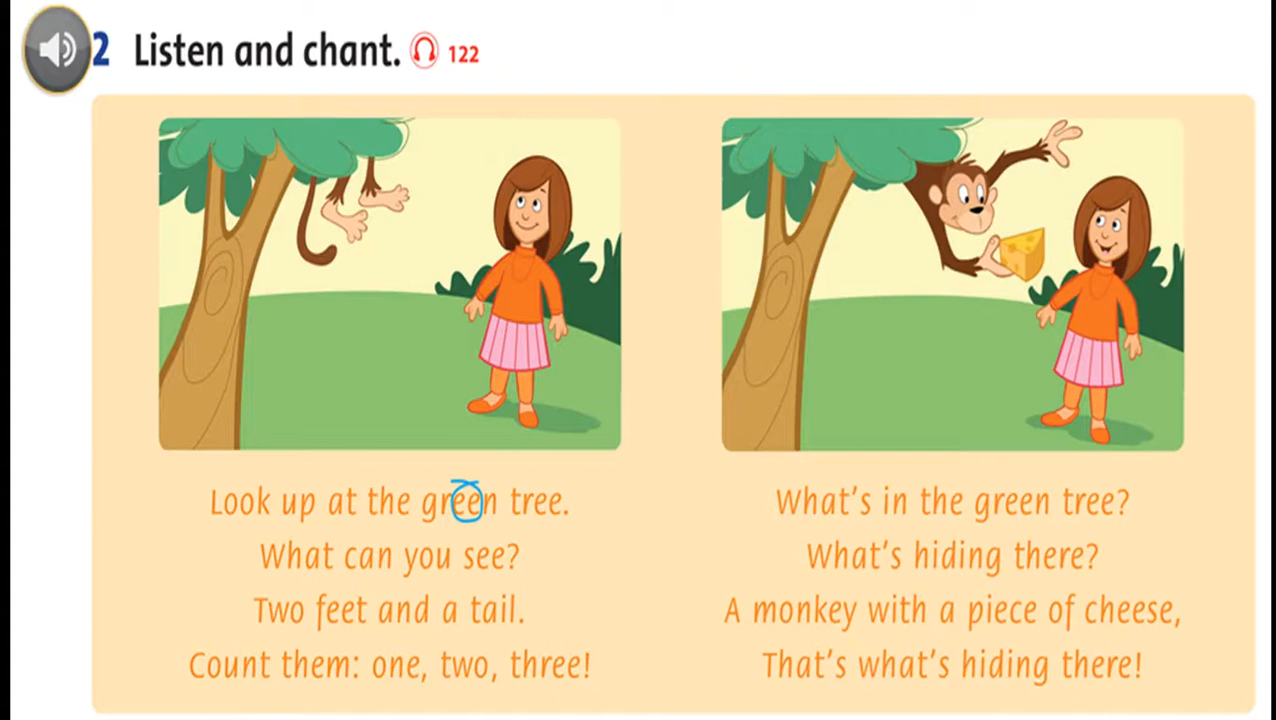 2 Listen and chant. 122
Look up at the green tree.
What can you see?
Two feet and a tail.
Count them: one, two, three!
What's in the green tree?
What's hiding there?
A monkey with a piece of cheese,
That's what's hiding there!